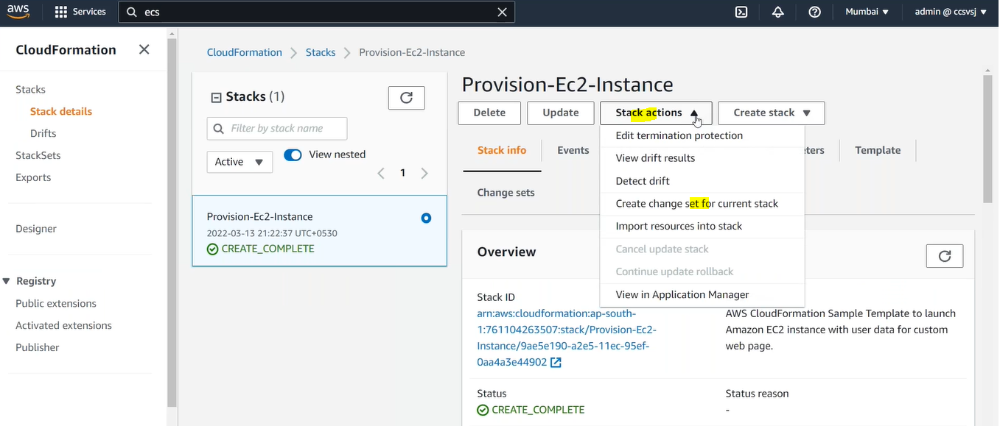 aws
Services
ecs
Mumbai ▼
admin @ ccsvsj ▼
CloudFormation
Stacks
Stack details
Drifts
StackSets
Exports
Designer
Registry
Public extensions
Activated extensions
Publisher
CloudFormation > Stacks > Provision-Ec2-Instance
Stacks (1)
Filter by stack name
Active
View nested
1
Provision-Ec2-Instance
2022-03-13 21:22:37 UTC+0530
CREATE_COMPLETE
Provision-Ec2-Instance
Delete
Update
Stack actions
Create stack
Edit termination protection
View drift results
Detect drift
Create change set for current stack
Import resources into stack
Cancel update stack
Continue update rollback
View in Application Manager
Stack info
Events
ters
Template
Change sets
Overview
Stack ID
arn:aws:cloudformation:ap-south-
1:761104263507:stack/Provision-Ec2-
Instance/9ae5e190-a2e5-11ec-95ef-
0aa4a3e44902
AWS CloudFormation Sample Template to launch
Amazon EC2 instance with user data for custom
web page.
Status
CREATE_COMPLETE
Status reason
-